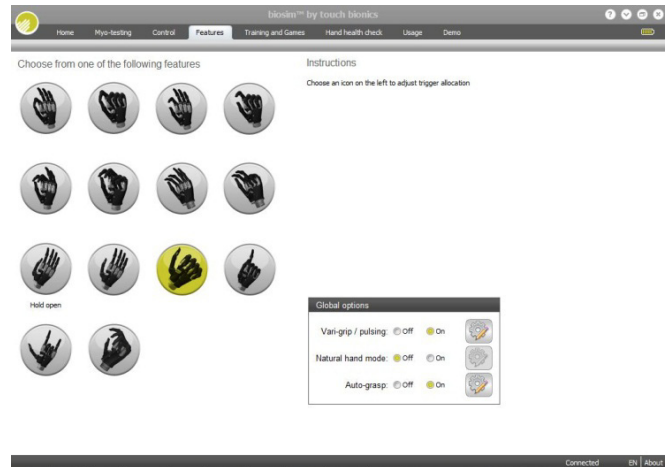 biosim™ by touch bionics
Home Myo-testing Control Features Training and Games Hand health check Usage Demo
Choose from one of the following features
Instructions
Choose an icon on the left to adjust trigger allocation
Hold open
Global options
Vari-grip / pulsing: Off On
Natural hand mode: Off On
Auto-grasp: Off On
Connected EN | About